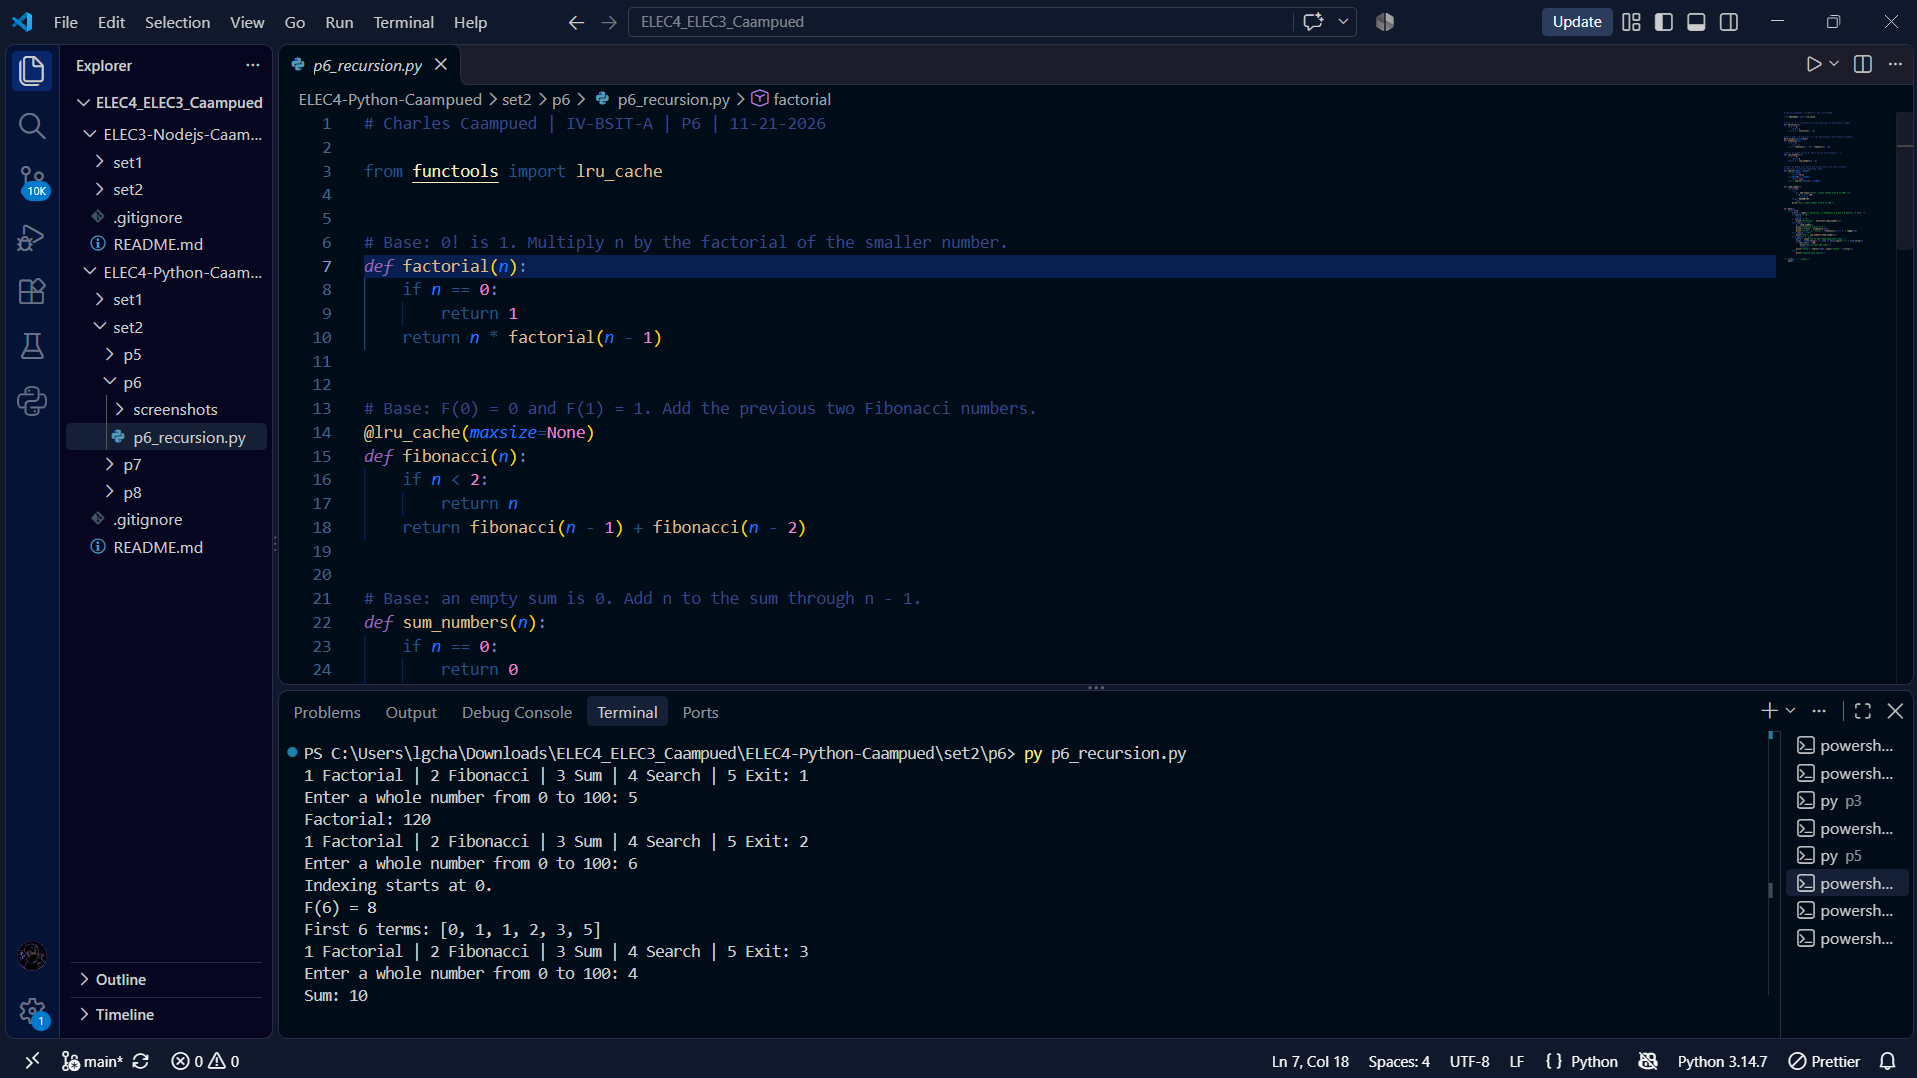 File Edit Selection View Go Run Terminal Help
ELEC4_ELEC3_Caampued
Update
Explorer
ELEC4_ELEC3_Caampued
ELEC3-Nodejs-Caam...
set1
set2
.gitignore
README.md
ELEC4-Python-Caam...
set1
set2
p5
p6
screenshots
p6_recursion.py
p7
p8
.gitignore
README.md
Outline
Timeline
10K
1
p6_recursion.py
ELEC4-Python-Caampued > set2 > p6 > p6_recursion.py > factorial
1 # Charles Caampued | IV-BSIT-A | P6 | 11-21-2026
2
3 from functools import lru_cache
4
5
6 # Base: 0! is 1. Multiply n by the factorial of the smaller number.
7 def factorial(n):
8 if n == 0:
9 return 1
10 return n * factorial(n - 1)
11
12
13 # Base: F(0) = 0 and F(1) = 1. Add the previous two Fibonacci numbers.
14 @lru_cache(maxsize=None)
15 def fibonacci(n):
16 if n < 2:
17 return n
18 return fibonacci(n - 1) + fibonacci(n - 2)
19
20
21 # Base: an empty sum is 0. Add n to the sum through n - 1.
22 def sum_numbers(n):
23 if n == 0:
24 return 0
Problems Output Debug Console Terminal Ports
PS C:\Users\lgcha\Downloads\ELEC4_ELEC3_Caampued\ELEC4-Python-Caampued\set2\p6> py p6_recursion.py
1 Factorial | 2 Fibonacci | 3 Sum | 4 Search | 5 Exit: 1
Enter a whole number from 0 to 100: 5
Factorial: 120
1 Factorial | 2 Fibonacci | 3 Sum | 4 Search | 5 Exit: 2
Enter a whole number from 0 to 100: 6
Indexing starts at 0.
F(6) = 8
First 6 terms: [0, 1, 1, 2, 3, 5]
1 Factorial | 2 Fibonacci | 3 Sum | 4 Search | 5 Exit: 3
Enter a whole number from 0 to 100: 4
Sum: 10
powersh...
powersh...
py p3
powersh...
py p5
powersh...
powersh...
powersh...
main* 0 0
Ln 7, Col 18 Spaces: 4 UTF-8 LF { } Python Python 3.14.7 Prettier